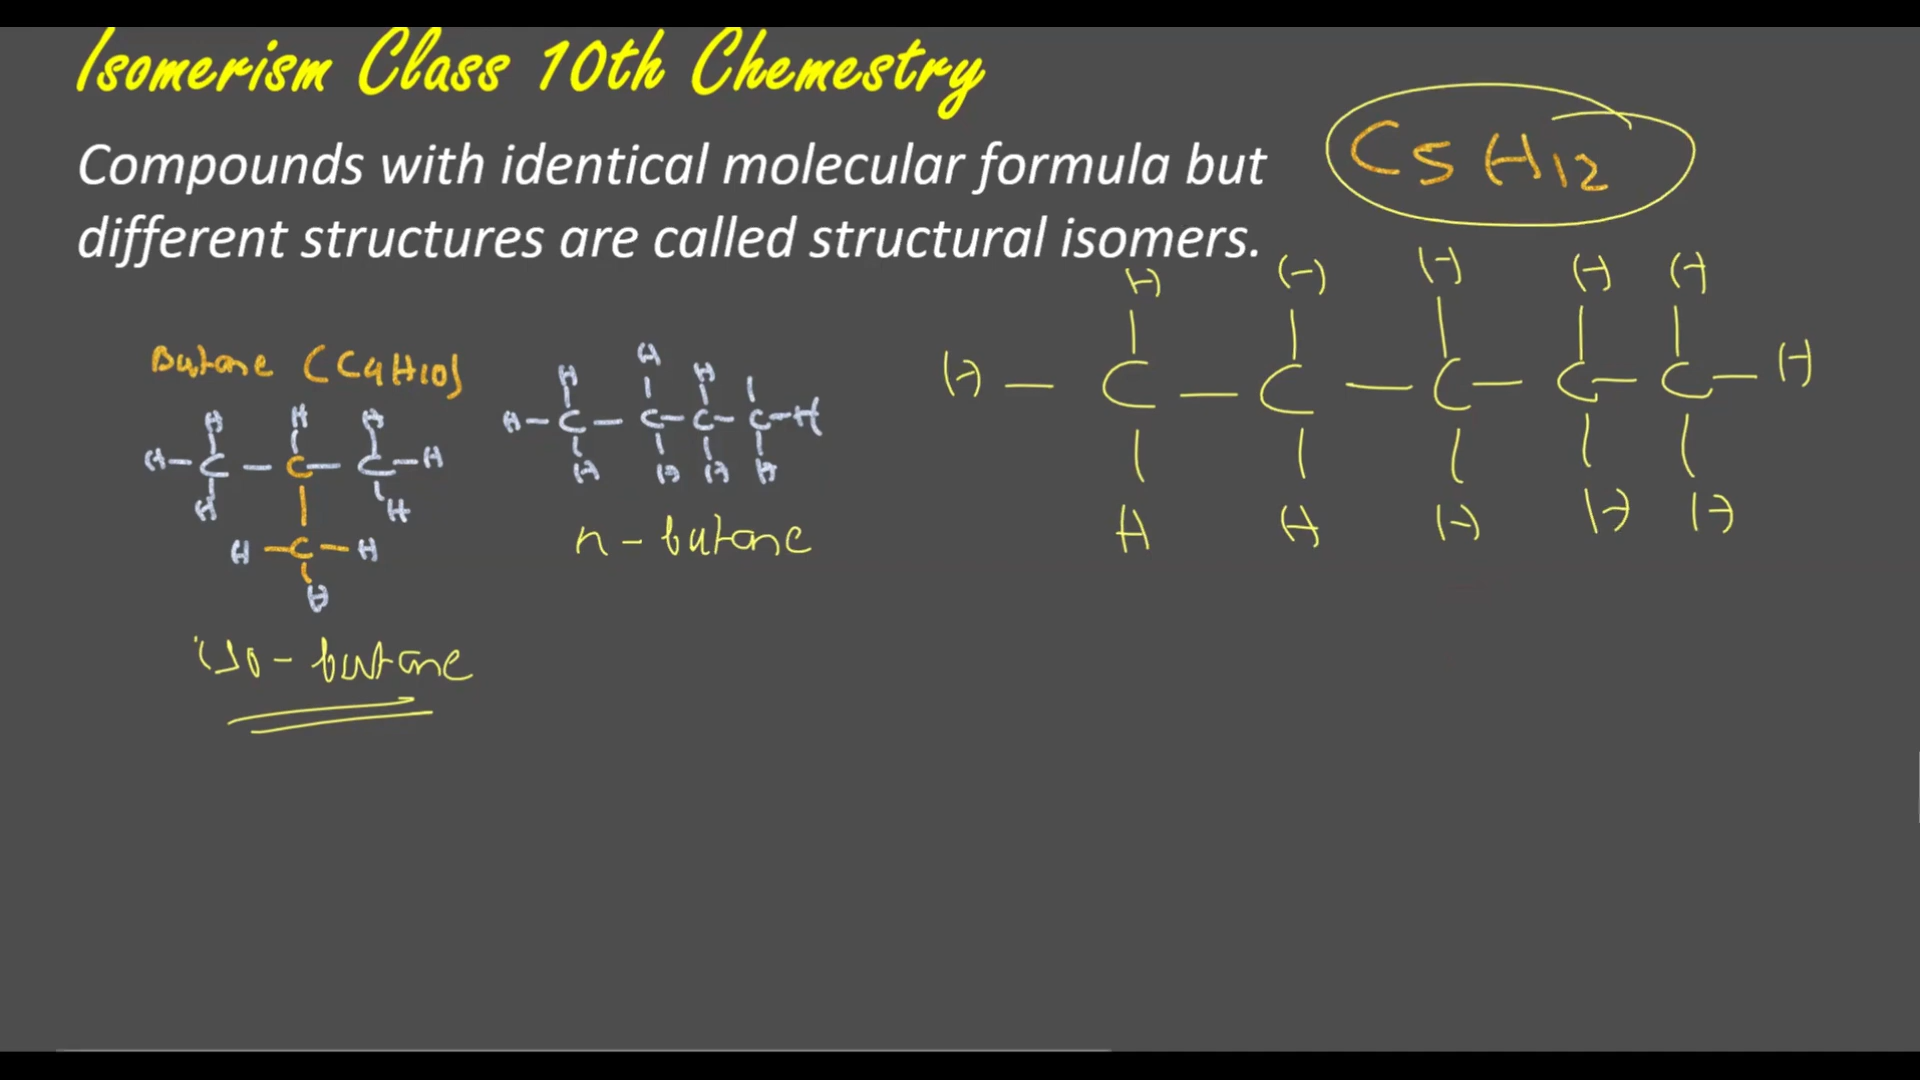 Isomerism Class 10th Chemestry
Compounds with identical molecular formula but
different structures are called structural isomers.
C5H12
Butane (C4H10)
H H H
H-C-C-C-H
H H
H-C-H
H
iso-butane
H H H
H-C-C-C-C-H
H H H H
n-butane
H H H H H
H-C-C-C-C-C-H
H H H H H